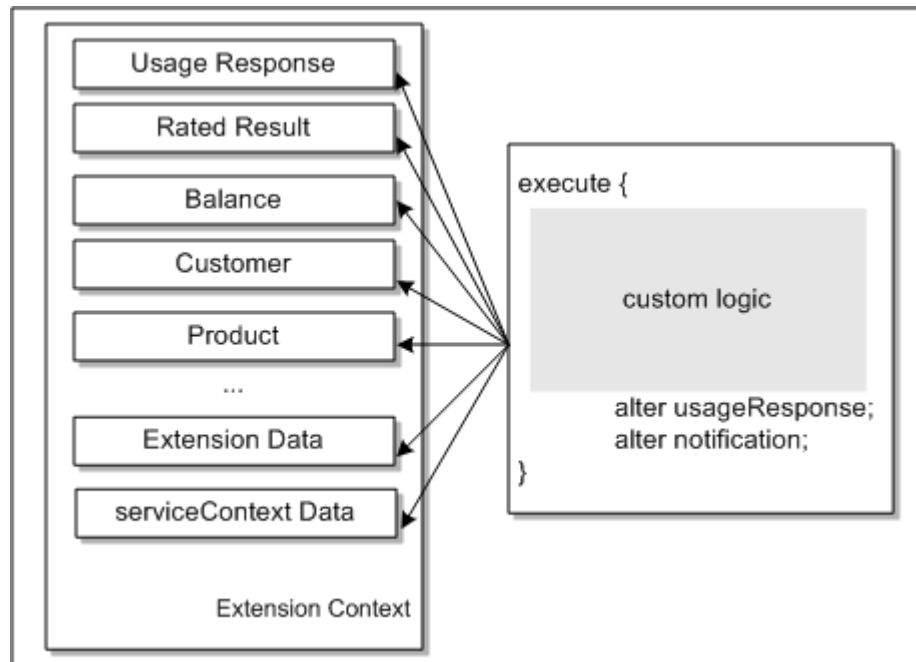 Usage Response
Rated Result
Balance
Customer
Product
...
Extension Data
serviceContext Data
Extension Context
execute {
custom logic
alter usageResponse;
alter notification;
}